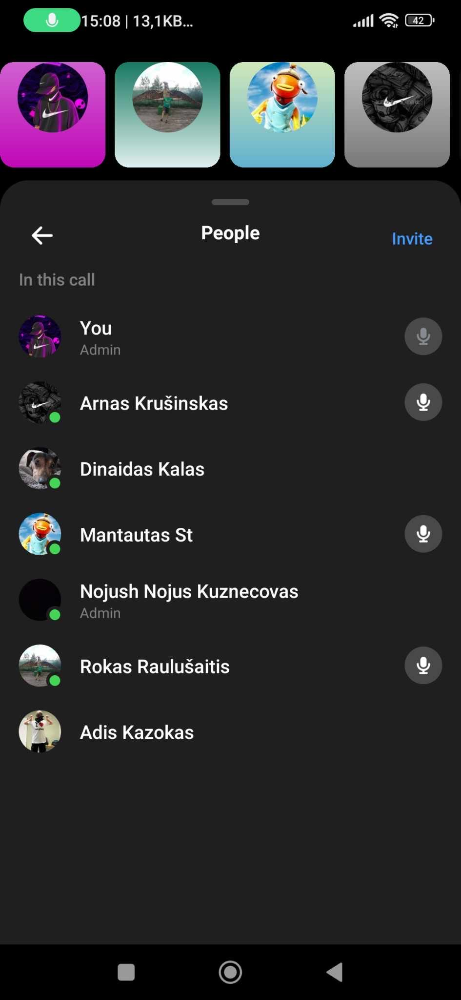 15:08 | 13,1KB...
42
People
Invite
In this call
You
Admin
Arnas Krušinskas
Dinaidas Kalas
Mantautas St
Nojush Nojus Kuznecovas
Admin
Rokas Raulušaitis
Adis Kazokas